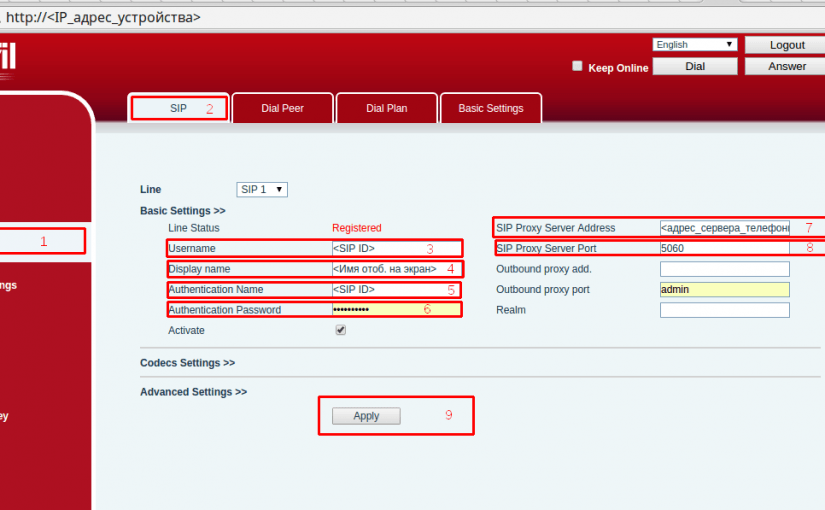 http://<IP_адрес_устройства>
English
Logout
Keep Online
Dial
Answer
SIP 2
Dial Peer
Dial Plan
Basic Settings
1
Line
SIP 1
Basic Settings >>
Line Status
Registered
SIP Proxy Server Address
<адрес_сервера_телефони
7
Username
<SIP ID>
3
SIP Proxy Server Port
5060
8
Display name
<Имя отоб. на экран>
4
Outbound proxy add.
Authentication Name
<SIP ID>
5
Outbound proxy port
admin
Authentication Password
••••••••••
6
Realm
Activate
Codecs Settings >>
Advanced Settings >>
Apply
9
ngs
ey